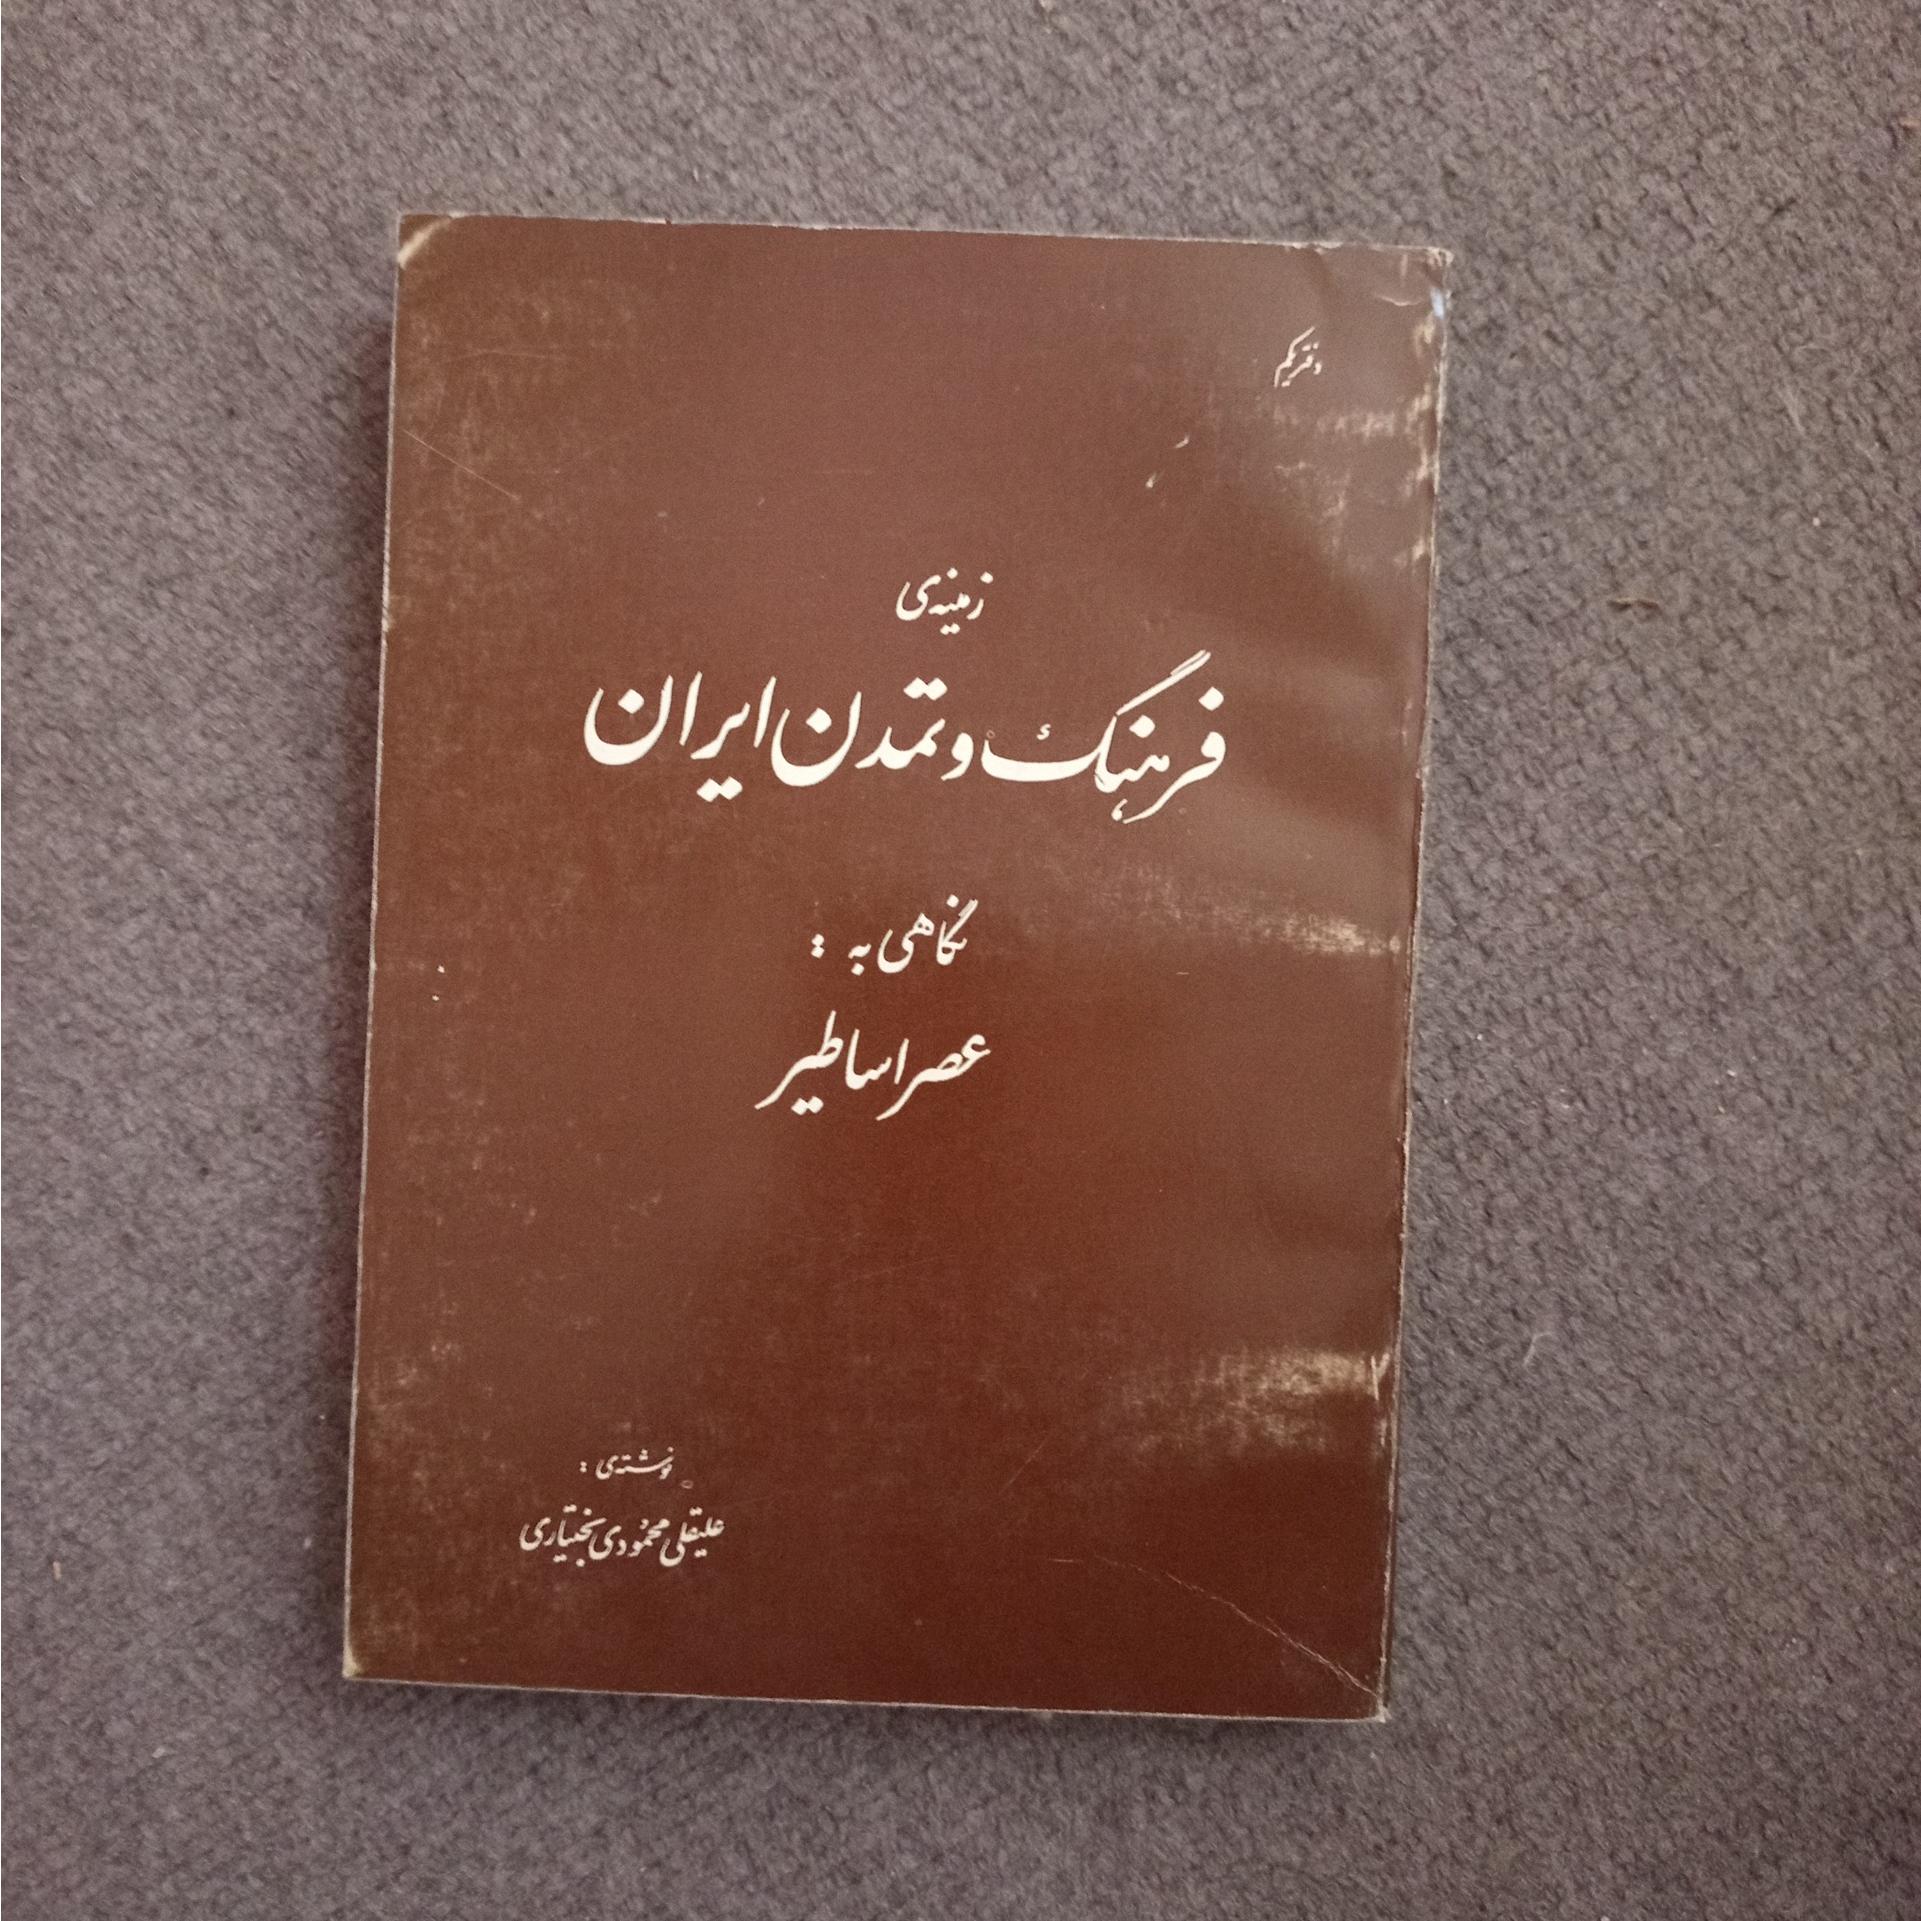 دفتر یکم
زمینه‌ی
فرهنگ و تمدن ایران
نگاهی به :
عصر اساطیر
نوشته‌ی :
علیقلی محمودی بختیاری